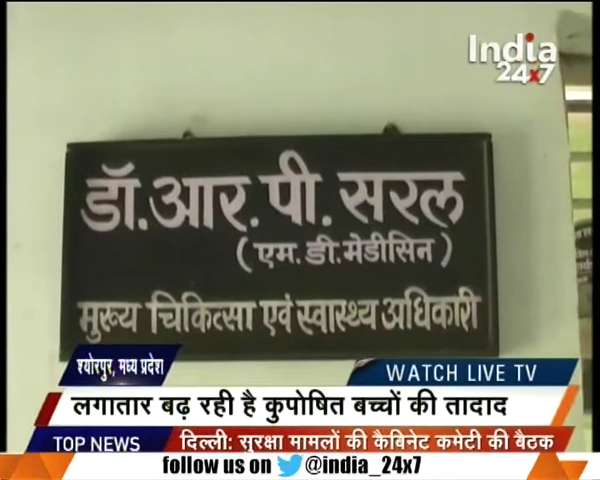 India
24x7
डॉ.आर.पी.सरल
(एम.डी.मेडीसिन)
मुख्य चिकित्सा एवं स्वास्थ्य अधिकारी
श्योरपुर, मध्य प्रदेश
WATCH LIVE TV
लगातार बढ़ रही है कुपोषित बच्चों की तादाद
TOP NEWS दिल्ली: सुरक्षा मामलों की कैबिनेट कमेटी की बैठक
follow us on @india_24x7